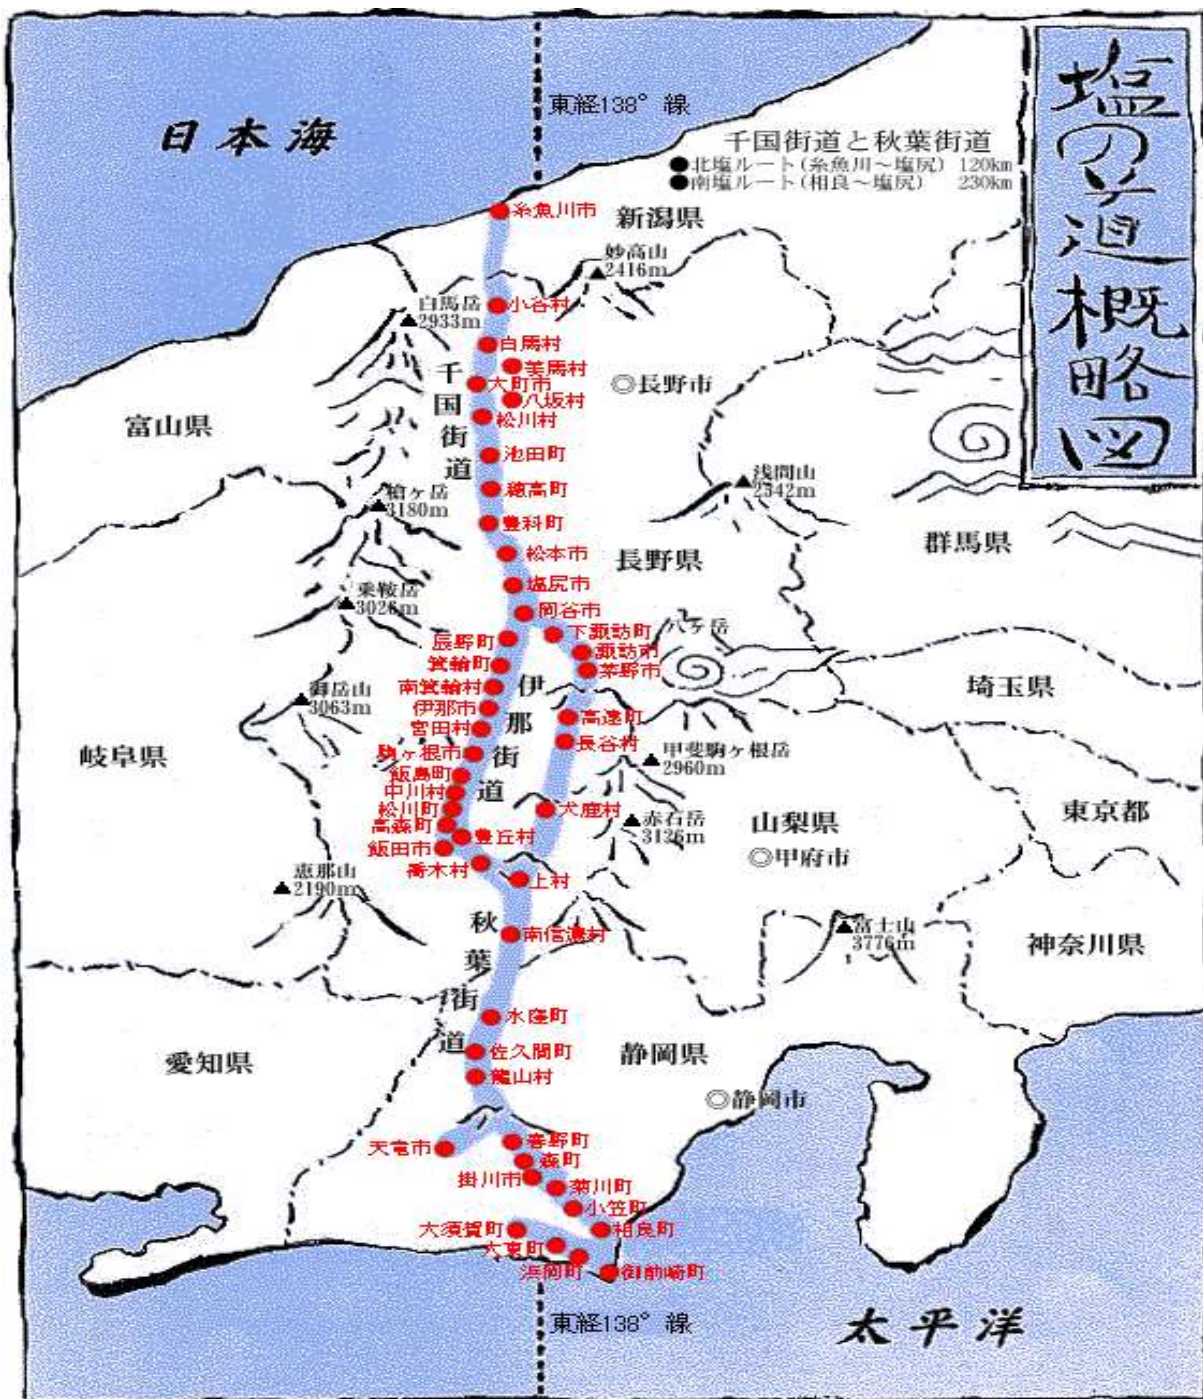 塩の道概略図
東経138°線
日本海
千国街道と秋葉街道
●北塩ルート(糸魚川～塩尻) 120km
●南塩ルート(相良～塩尻) 230km
糸魚川市
新潟県
妙高山
▲2416m
白馬岳
▲2933m
小谷村
白馬村
美馬村
千国街道
大町市
◎長野市
八坂村
松川村
富山県
池田町
浅間山
2542m
槍ヶ岳
3180m
穂高町
豊科町
群馬県
松本市
長野県
塩尻市
乗鞍岳
3026m
岡谷市
下諏訪町
八ヶ岳
辰野町
諏訪市
箕輪町
茅野市
南箕輪村
伊那街道
埼玉県
御岳山
3063m
伊那市
高遠町
宮田村
長谷村
岐阜県
駒ヶ根市
甲斐駒ヶ根岳
2960m
飯島町
中川村
松川町
大鹿村
東京都
高森町
赤石岳
3126m
山梨県
豊丘村
飯田市
◎甲府市
喬木村
恵那山
2190m
上村
秋葉街道
南信濃村
富士山
3776m
神奈川県
水窪町
佐久間町
静岡県
愛知県
龍山村
◎静岡市
春野町
天竜市
森町
掛川市
菊川町
小笠町
大須賀町
相良町
大東町
浜岡町
御前崎町
東経138°線
太平洋